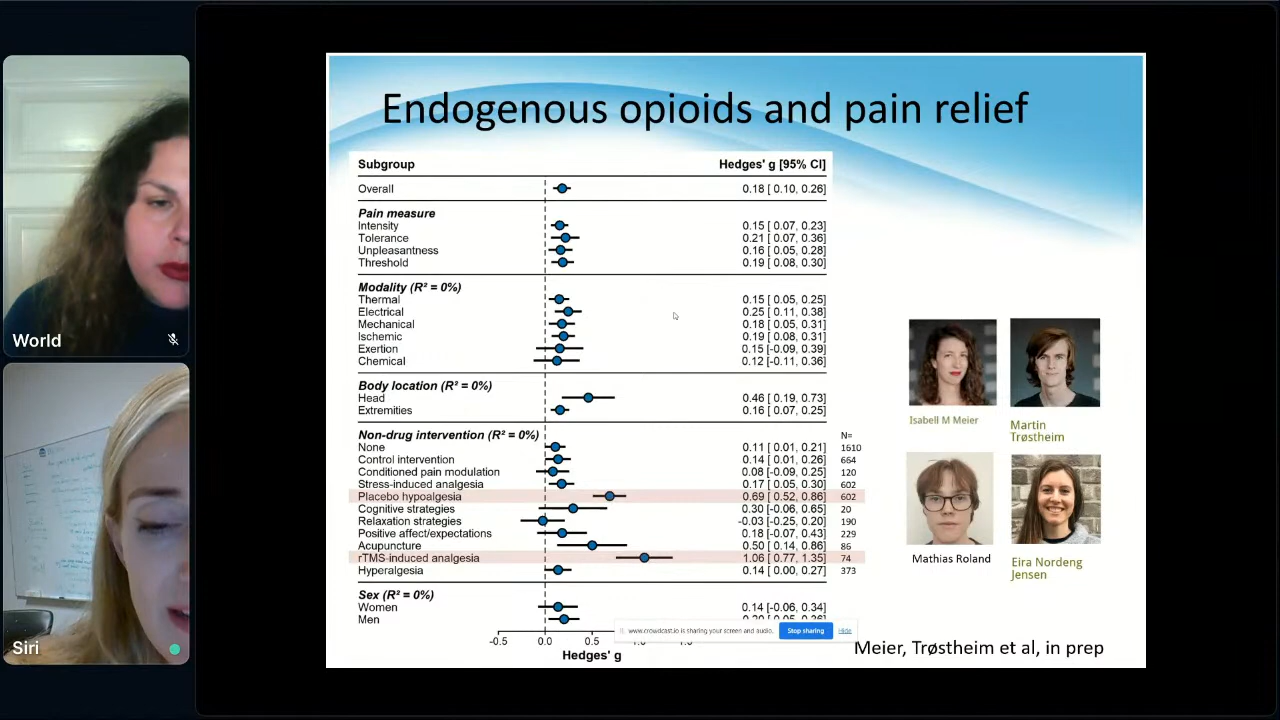 World
Siri
Endogenous opioids and pain relief
Subgroup Hedges' g [95% CI]
Overall 0.18 [ 0.10, 0.26]
Pain measure
Intensity 0.15 [ 0.07, 0.23]
Tolerance 0.21 [ 0.07, 0.36]
Unpleasantness 0.16 [ 0.05, 0.28]
Threshold 0.19 [ 0.08, 0.30]
Modality (R² = 0%)
Thermal 0.15 [ 0.05, 0.25]
Electrical 0.25 [ 0.11, 0.38]
Mechanical 0.18 [ 0.05, 0.31]
Ischemic 0.19 [ 0.08, 0.31]
Exertion 0.15 [-0.09, 0.39]
Chemical 0.12 [-0.11, 0.36]
Body location (R² = 0%)
Head 0.46 [ 0.19, 0.73]
Extremities 0.16 [ 0.07, 0.25]
Non-drug intervention (R² = 0%) N=
None 0.11 [ 0.01, 0.21] 1610
Control intervention 0.14 [ 0.01, 0.26] 664
Conditioned pain modulation 0.08 [-0.09, 0.25] 120
Stress-induced analgesia 0.17 [ 0.05, 0.30] 602
Placebo hypoalgesia 0.69 [ 0.52, 0.86] 602
Cognitive strategies 0.30 [-0.06, 0.65] 20
Relaxation strategies -0.03 [-0.25, 0.20] 190
Positive affect/expectations 0.18 [-0.07, 0.43] 229
Acupuncture 0.50 [ 0.14, 0.86] 86
rTMS-induced analgesia 1.06 [ 0.77, 1.35] 74
Hyperalgesia 0.14 [ 0.00, 0.27] 373
Sex (R² = 0%)
Women 0.14 [-0.06, 0.34]
Men
-0.5 0.0 0.5
Hedges' g
www.crowdcast.io is sharing your screen and audio. Stop sharing Hide
Isabell M Meier
Martin
Trøstheim
Mathias Roland
Eira Nordeng
Jensen
Meier, Trøstheim et al, in prep